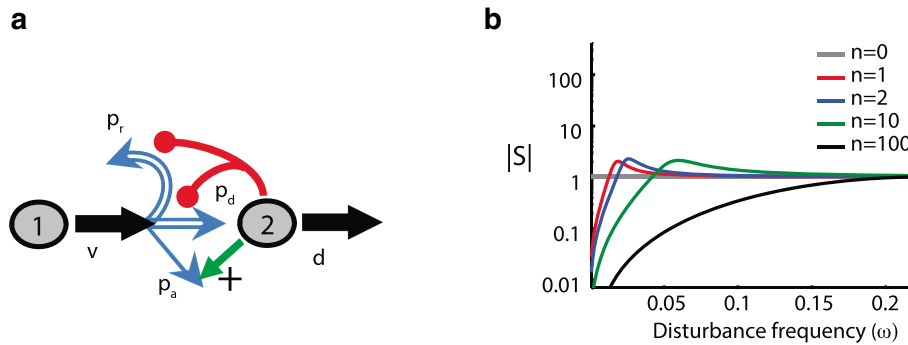 a
p_r
1
2
p_d
v
d
p_a
+
b
n=0
n=1
n=2
n=10
n=100
100
10
1
0.1
0.01
|S|
0.05
0.1
0.15
0.2
Disturbance frequency (ω)